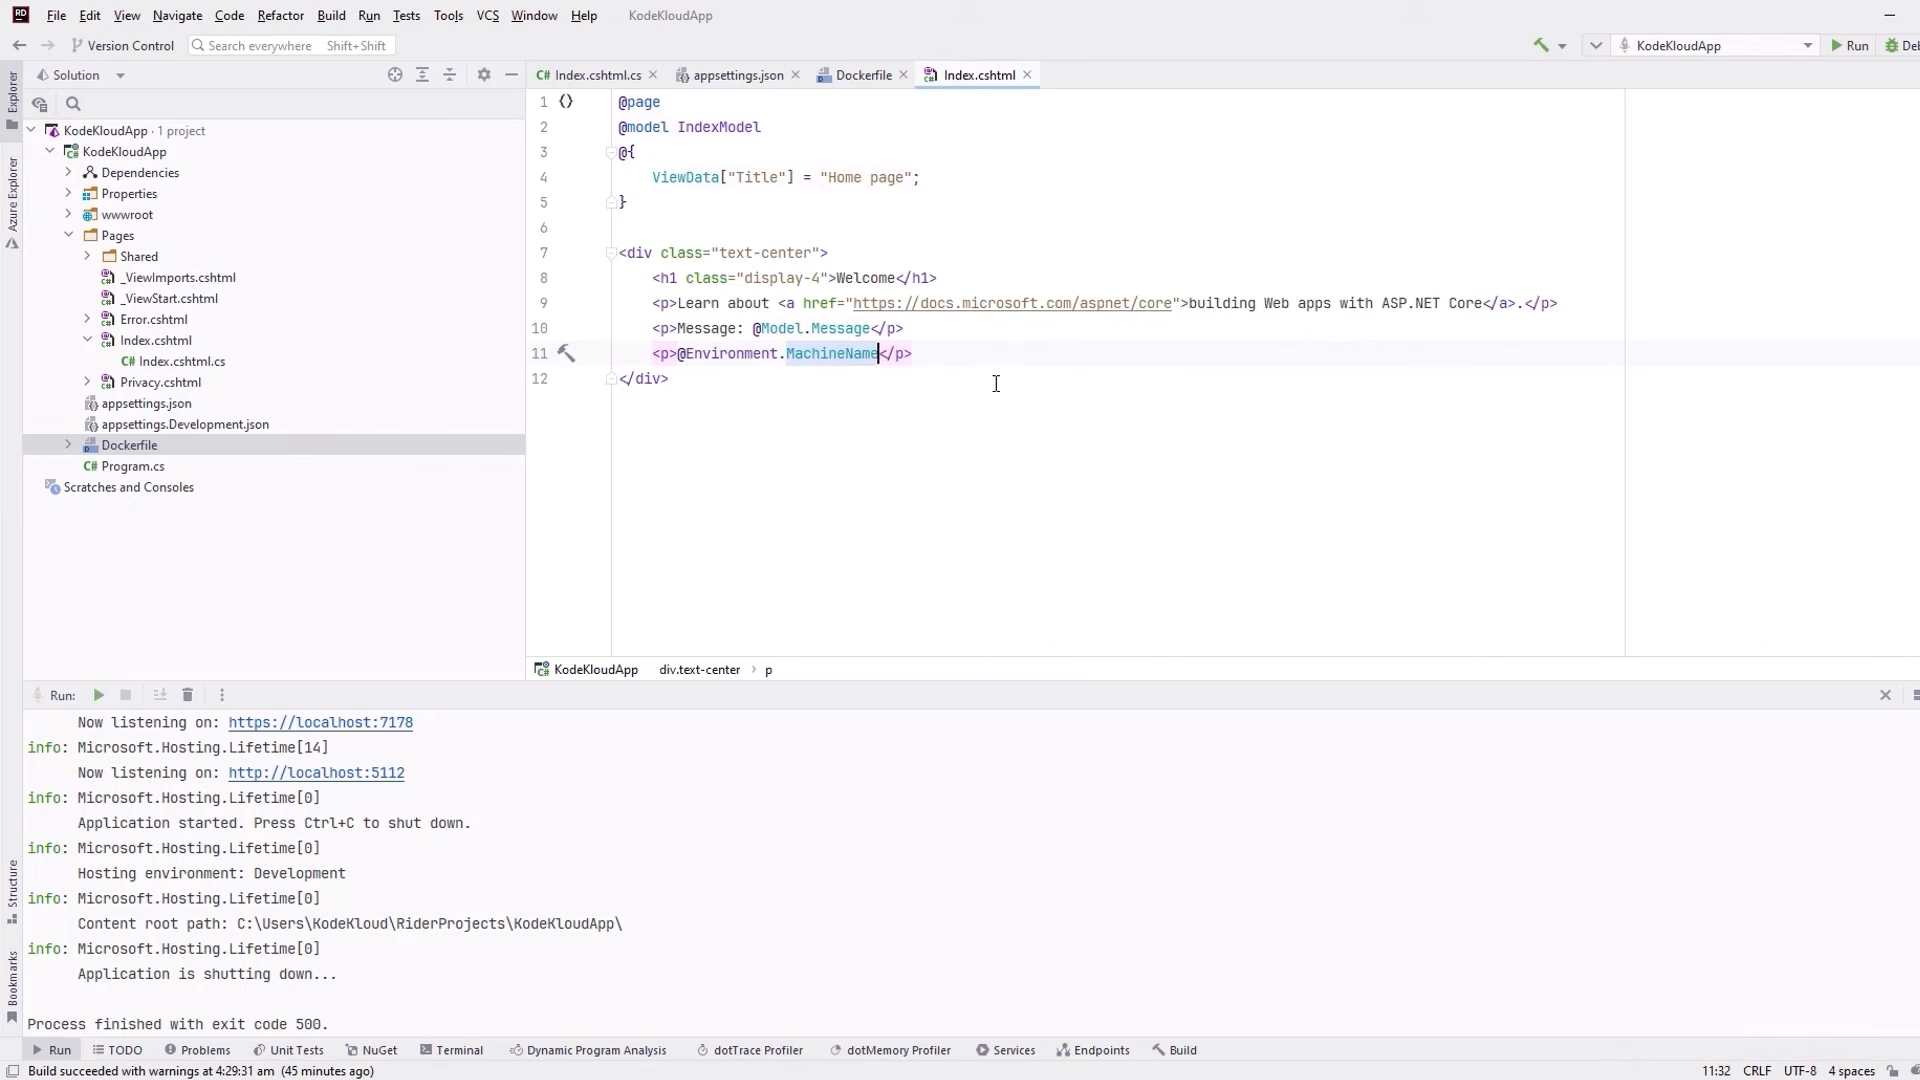 RD File Edit View Navigate Code Refactor Build Run Tests Tools VCS Window Help KodeKloudApp
Version Control Search everywhere Shift+Shift KodeKloudApp Run Deb
Solution Index.cshtml.cs appsettings.json Dockerfile Index.cshtml
Explorer
Azure Explorer
Structure
Bookmarks
KodeKloudApp · 1 project
KodeKloudApp
Dependencies
Properties
wwwroot
Pages
Shared
_ViewImports.cshtml
_ViewStart.cshtml
Error.cshtml
Index.cshtml
C# Index.cshtml.cs
Privacy.cshtml
appsettings.json
appsettings.Development.json
Dockerfile
C# Program.cs
Scratches and Consoles
1 @page
2 @model IndexModel
3 @{
4 ViewData["Title"] = "Home page";
5 }
6
7 <div class="text-center">
8 <h1 class="display-4">Welcome</h1>
9 <p>Learn about <a href="https://docs.microsoft.com/aspnet/core">building Web apps with ASP.NET Core</a>.</p>
10 <p>Message: @Model.Message</p>
11 <p>@Environment.MachineName</p>
12 </div>
KodeKloudApp div.text-center › p
Run:
Now listening on: https://localhost:7178
info: Microsoft.Hosting.Lifetime[14]
Now listening on: http://localhost:5112
info: Microsoft.Hosting.Lifetime[0]
Application started. Press Ctrl+C to shut down.
info: Microsoft.Hosting.Lifetime[0]
Hosting environment: Development
info: Microsoft.Hosting.Lifetime[0]
Content root path: C:\Users\KodeKloud\RiderProjects\KodeKloudApp\
info: Microsoft.Hosting.Lifetime[0]
Application is shutting down...
Process finished with exit code 500.
Run TODO Problems Unit Tests NuGet Terminal Dynamic Program Analysis dotTrace Profiler dotMemory Profiler Services Endpoints Build
Build succeeded with warnings at 4:29:31 am (45 minutes ago) 11:32 CRLF UTF-8 4 spaces